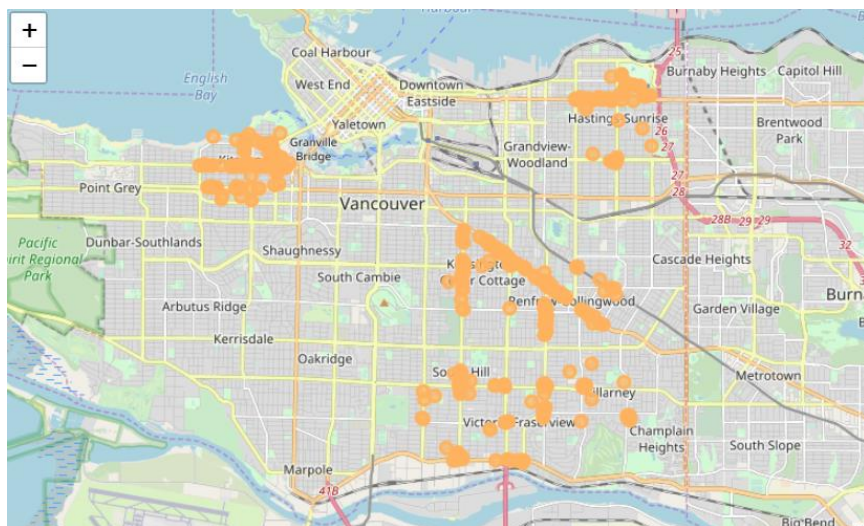 +
−
Coal Harbour
West End
English
Bay
Downtown
Eastside
Yaletown
Granville
Bridge
25
Burnaby Heights
Capitol Hill
Hastings-Sunrise
26
27
Brentwood
Park
Grandview-
Woodland
Point Grey
Vancouver
27
28
28B
29
29
32
Pacific
Spirit Regional
Park
Dunbar-Southlands
Shaughnessy
South Cambie
Cascade Heights
Arbutus Ridge
Renfrew-Collingwood
Garden Village
Kerrisdale
Oakridge
Metrotown
Champlain
Heights
South Slope
Marpole
41B
Big Bend